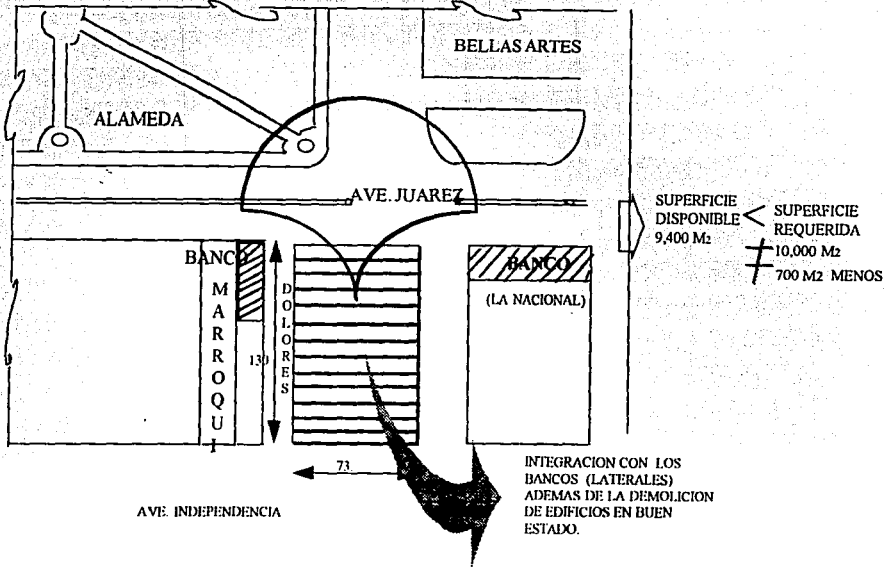 BELLAS ARTES
ALAMEDA
AVE. JUAREZ
SUPERFICIE
DISPONIBLE <
9,400 M2
SUPERFICIE
REQUERIDA
10,000 M2
700 M2 MENOS
BANCO
MARROQUI
DOLORES
130
BANCO
(LA NACIONAL)
73
AVE. INDEPENDENCIA
INTEGRACION CON LOS
BANCOS (LATERALES)
ADEMAS DE LA DEMOLICION
DE EDIFICIOS EN BUEN
ESTADO.